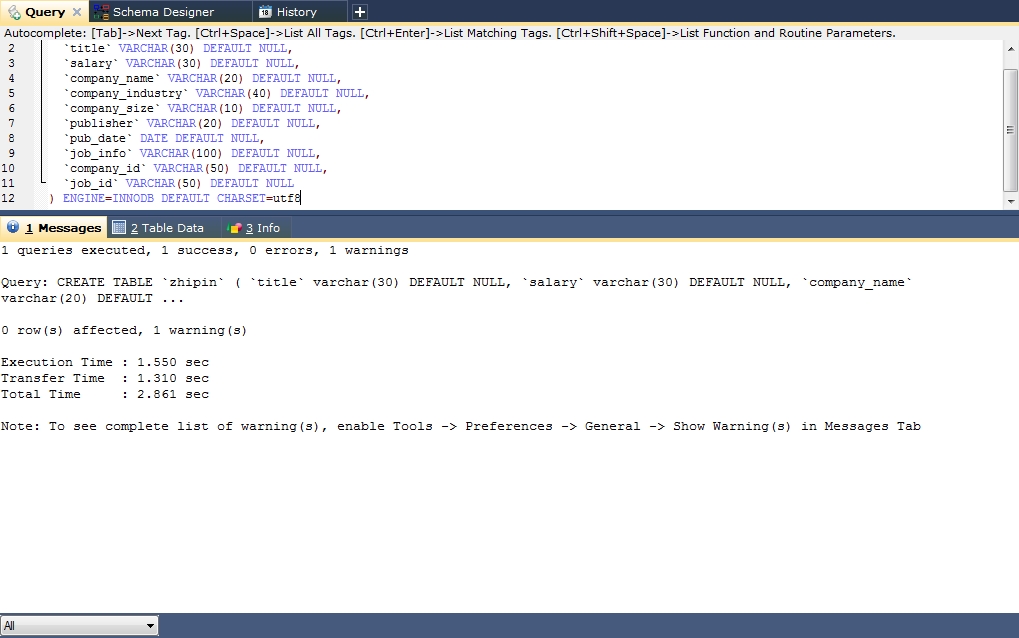 Query
Schema Designer
18 History
Autocomplete: [Tab]->Next Tag. [Ctrl+Space]->List All Tags. [Ctrl+Enter]->List Matching Tags. [Ctrl+Shift+Space]->List Function and Routine Parameters.
2 `title` VARCHAR(30) DEFAULT NULL,
3 `salary` VARCHAR(30) DEFAULT NULL,
4 `company_name` VARCHAR(20) DEFAULT NULL,
5 `company_industry` VARCHAR(40) DEFAULT NULL,
6 `company_size` VARCHAR(10) DEFAULT NULL,
7 `publisher` VARCHAR(20) DEFAULT NULL,
8 `pub_date` DATE DEFAULT NULL,
9 `job_info` VARCHAR(100) DEFAULT NULL,
10 `company_id` VARCHAR(50) DEFAULT NULL,
11 `job_id` VARCHAR(50) DEFAULT NULL
12 ) ENGINE=INNODB DEFAULT CHARSET=utf8
1 Messages
2 Table Data
3 Info
1 queries executed, 1 success, 0 errors, 1 warnings
Query: CREATE TABLE `zhipin` ( `title` varchar(30) DEFAULT NULL, `salary` varchar(30) DEFAULT NULL, `company_name`
varchar(20) DEFAULT ...
0 row(s) affected, 1 warning(s)
Execution Time : 1.550 sec
Transfer Time : 1.310 sec
Total Time : 2.861 sec
Note: To see complete list of warning(s), enable Tools -> Preferences -> General -> Show Warning(s) in Messages Tab
All